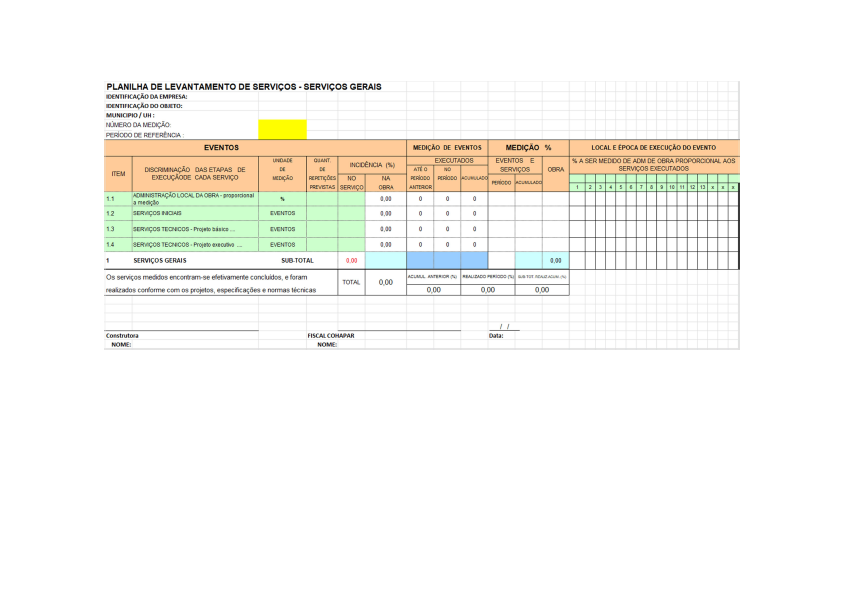 PLANILHA DE LEVANTAMENTO DE SERVIÇOS - SERVIÇOS GERAIS
IDENTIFICAÇÃO DA EMPRESA:
IDENTIFICAÇÃO DO OBJETO:
MUNICIPIO / UH :
NÚMERO DA MEDIÇÃO:
PERÍODO DE REFERÊNCIA :
EVENTOS MEDIÇÃO DE EVENTOS MEDIÇÃO % LOCAL E ÉPOCA DE EXECUÇÃO DO EVENTO
ITEM
DISCRIMINAÇÃO DAS ETAPAS DE
EXECUÇÃODE CADA SERVIÇO
UNIDADE
DE
MEDIÇÃO
QUANT.
DE
REPETIÇÕES
PREVISTAS
INCIDÊNCIA (%)
NO
SERVIÇO
NA
OBRA
EXECUTADOS
ATÉ O
PERÍODO
ANTERIOR
NO
PERÍODO
ACUMULADO
EVENTOS E
SERVIÇOS
PERÍODO ACUMULADO
OBRA
% A SER MEDIDO DE ADM DE OBRA PROPORCIONAL AOS
SERVIÇOS EXECUTADOS
1 2 3 4 5 6 7 8 9 10 11 12 13 x x x
1.1 ADMINISTRAÇÃO LOCAL DA OBRA - proporcional
a medição % 0,00 0 0 0
1.2 SERVIÇOS INICIAIS EVENTOS 0,00 0 0 0
1.3 SERVIÇOS TECNICOS - Projeto básico ... EVENTOS 0,00 0 0 0
1.4 SERVIÇOS TECNICOS - Projeto executivo .... EVENTOS 0,00 0 0 0
1 SERVIÇOS GERAIS SUB-TOTAL 0,00 0,00
Os serviços medidos encontram-se efetivamente concluídos, e foram
realizados conforme com os projetos, especificações e normas técnicas
TOTAL 0,00
ACUMUL. ANTERIOR (%) REALIZADO PERÍODO (%) SUB-TOT. REALIZ ACUM. (%)
0,00 0,00 0,00
/ /
Construtora FISCAL COHAPAR Data:
NOME: NOME: